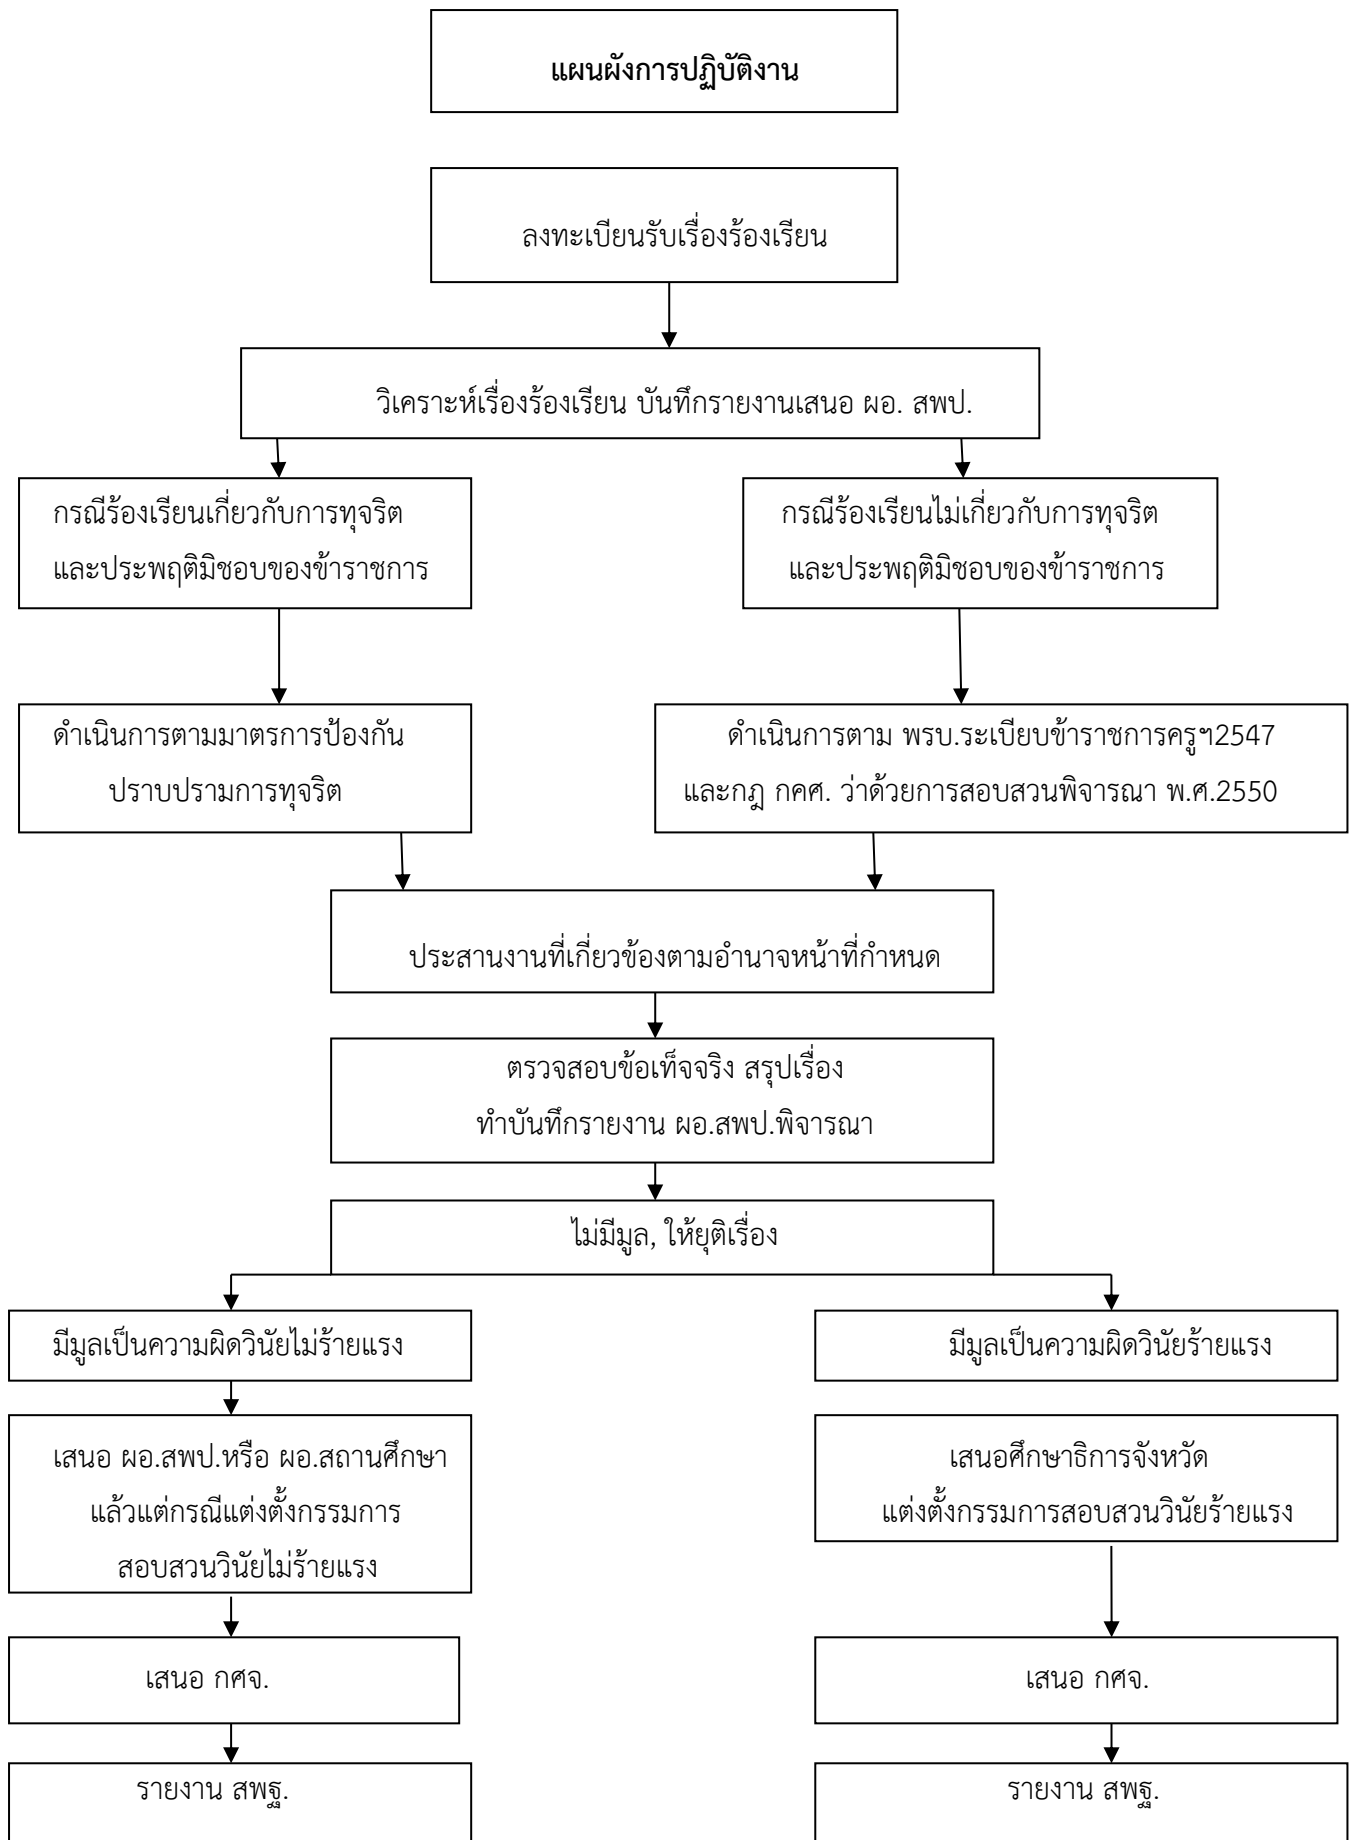 แผนผังการปฏิบัติงาน
ลงทะเบียนรับเรื่องร้องเรียน
วิเคราะห์เรื่องร้องเรียน บันทึกรายงานเสนอ ผอ. สพป.
กรณีร้องเรียนเกี่ยวกับการทุจริต
และประพฤติมิชอบของข้าราชการ
กรณีร้องเรียนไม่เกี่ยวกับการทุจริต
และประพฤติมิชอบของข้าราชการ
ดำเนินการตามมาตรการป้องกัน
ปราบปรามการทุจริต
ดำเนินการตาม พรบ.ระเบียบข้าราชการครูฯ2547
และกฎ กคศ. ว่าด้วยการสอบสวนพิจารณา พ.ศ.2550
ประสานงานที่เกี่ยวข้องตามอำนาจหน้าที่กำหนด
ตรวจสอบข้อเท็จจริง สรุปเรื่อง
ทำบันทึกรายงาน ผอ.สพป.พิจารณา
ไม่มีมูล, ให้ยุติเรื่อง
มีมูลเป็นความผิดวินัยไม่ร้ายแรง
มีมูลเป็นความผิดวินัยร้ายแรง
เสนอ ผอ.สพป.หรือ ผอ.สถานศึกษา
แล้วแต่กรณีแต่งตั้งกรรมการ
สอบสวนวินัยไม่ร้ายแรง
เสนอศึกษาธิการจังหวัด
แต่งตั้งกรรมการสอบสวนวินัยร้ายแรง
เสนอ กศจ.
เสนอ กศจ.
รายงาน สพฐ.
รายงาน สพฐ.